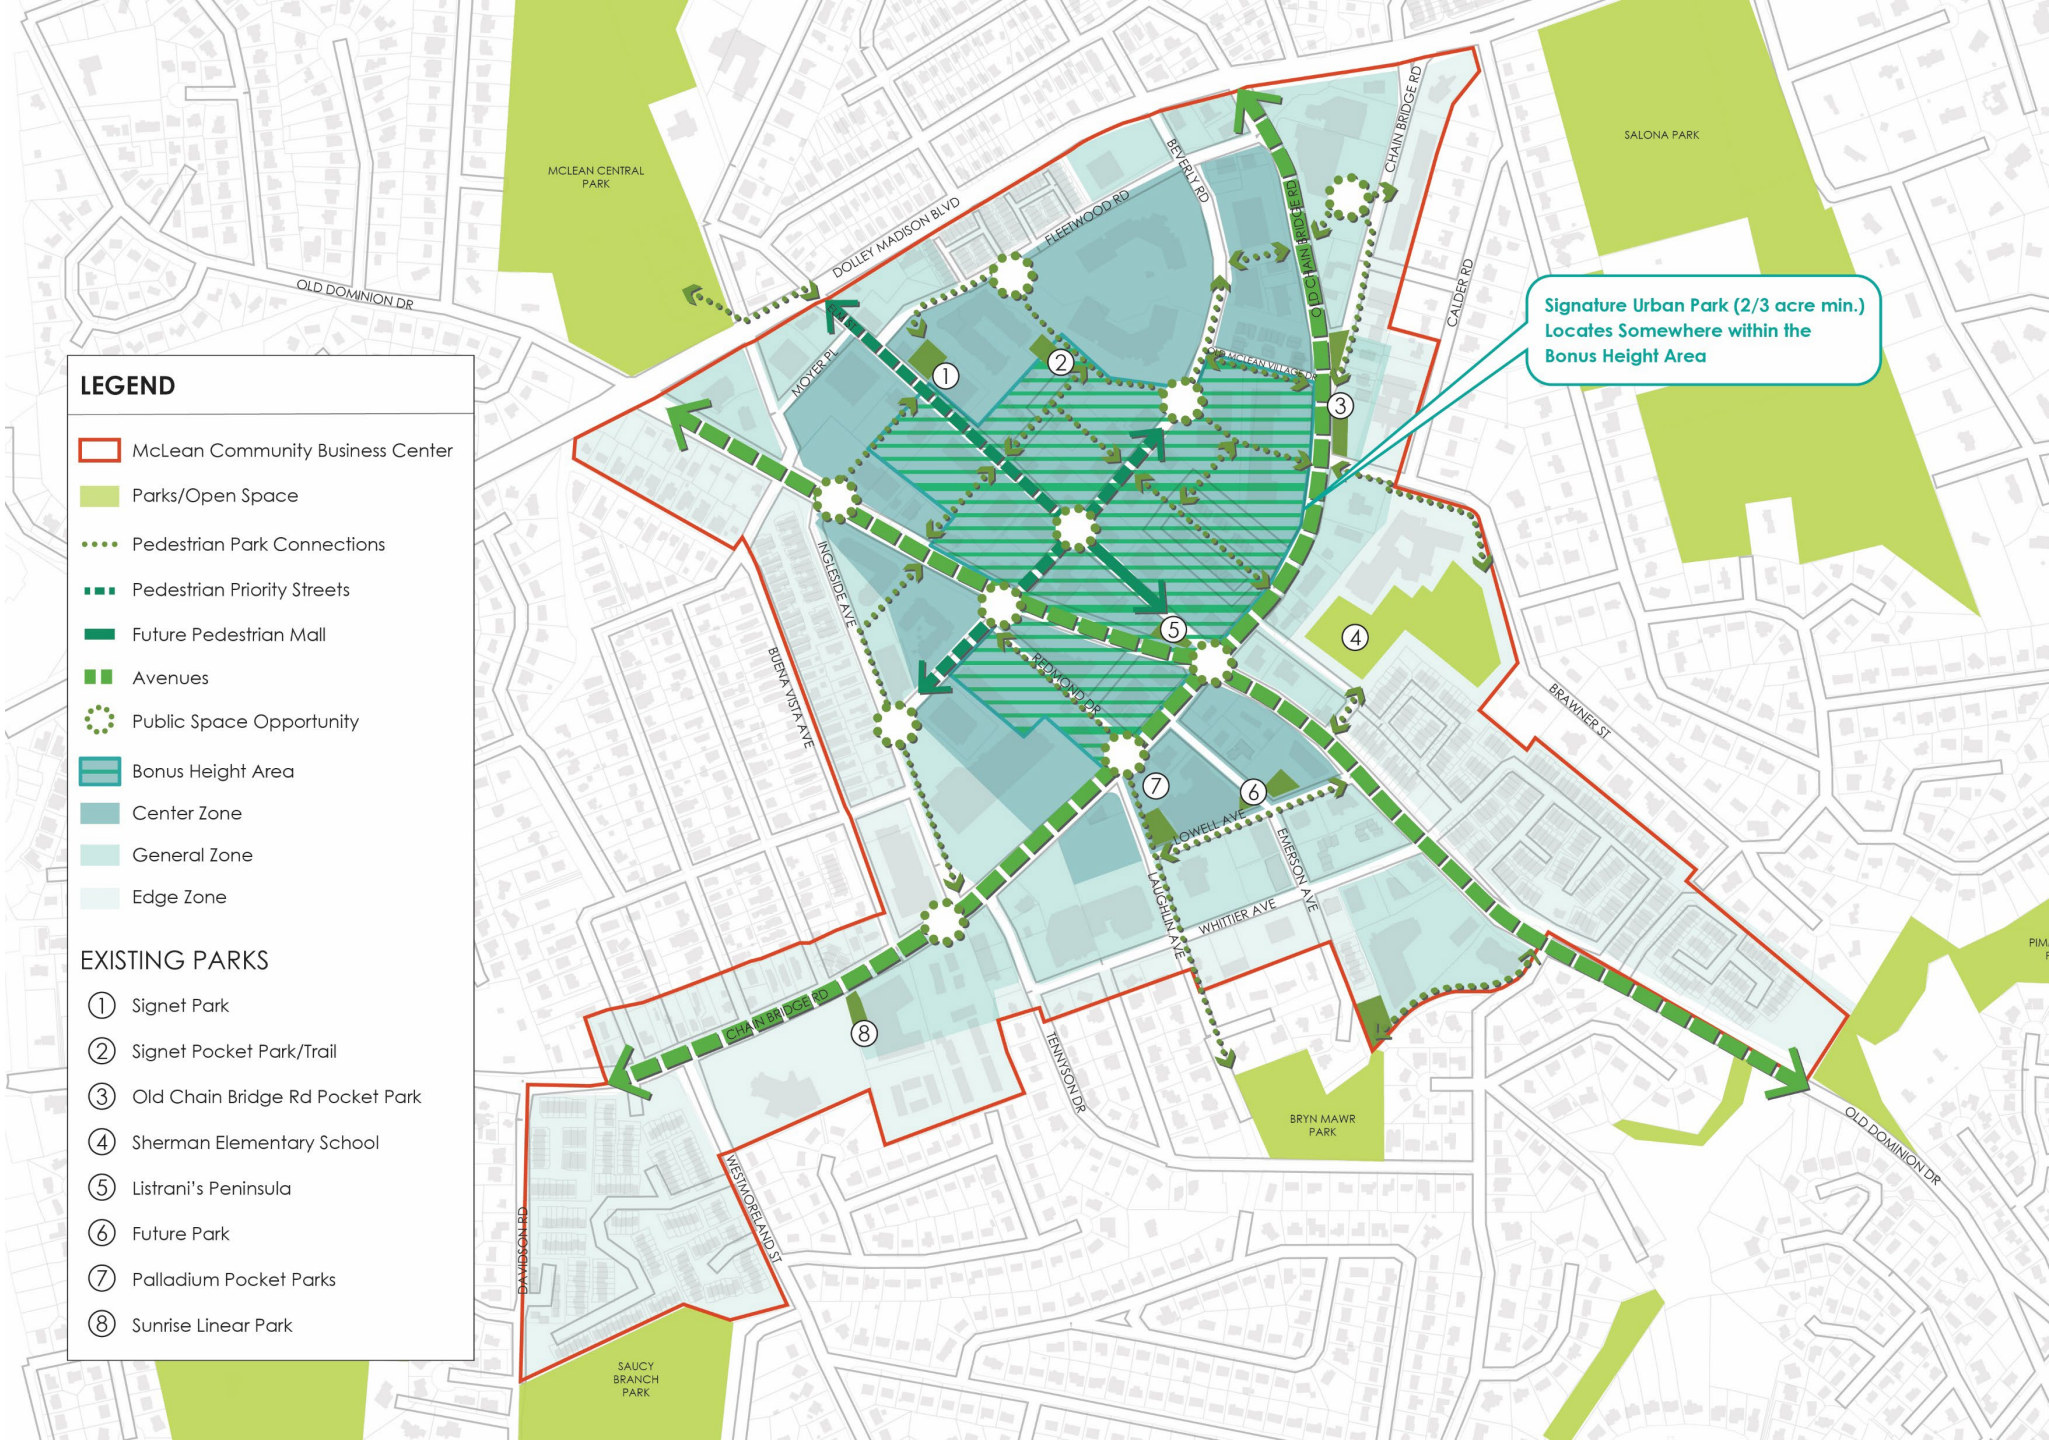 SALONA PARK
MCLEAN CENTRAL
PARK
CHAIN BRIDGE RD
BEVERLY RD
DOLLEY MADISON BLVD
FLEETWOOD RD
OLD CHAIN BRIDGE RD
OLD DOMINION DR
CALDER RD
ELM ST
MOYER PL
OLD MCLEAN VILLAGE DR
Signature Urban Park (2/3 acre min.)
Locates Somewhere within the
Bonus Height Area
1
2
3
4
5
6
7
8
INGLESIDE AVE
BUENA VISTA AVE
REDMOND DR
BRAWNER ST
LOWELL AVE
EMERSON AVE
LAUGHLIN AVE
WHITTIER AVE
CHAIN BRIDGE RD
TENNYSON DR
BRYN MAWR
PARK
OLD DOMINION DR
WESTMORELAND ST
DAVIDSON RD
SAUCY
BRANCH
PARK
LEGEND
McLean Community Business Center
Parks/Open Space
Pedestrian Park Connections
Pedestrian Priority Streets
Future Pedestrian Mall
Avenues
Public Space Opportunity
Bonus Height Area
Center Zone
General Zone
Edge Zone
EXISTING PARKS
1 Signet Park
2 Signet Pocket Park/Trail
3 Old Chain Bridge Rd Pocket Park
4 Sherman Elementary School
5 Listrani's Peninsula
6 Future Park
7 Palladium Pocket Parks
8 Sunrise Linear Park